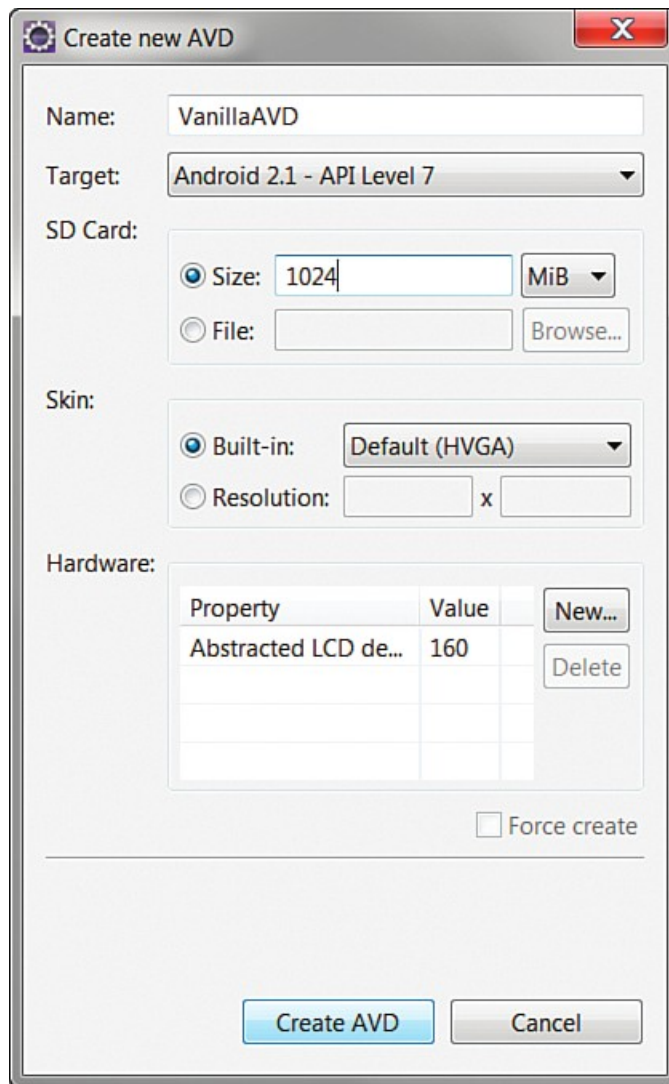 Create new AVD
Name: VanillaAVD
Target: Android 2.1 - API Level 7
SD Card:
Size: 1024 MiB
File: Browse...
Skin:
Built-in: Default (HVGA)
Resolution: x
Hardware:
Property Value New...
Abstracted LCD de... 160
Delete
Force create
Create AVD Cancel